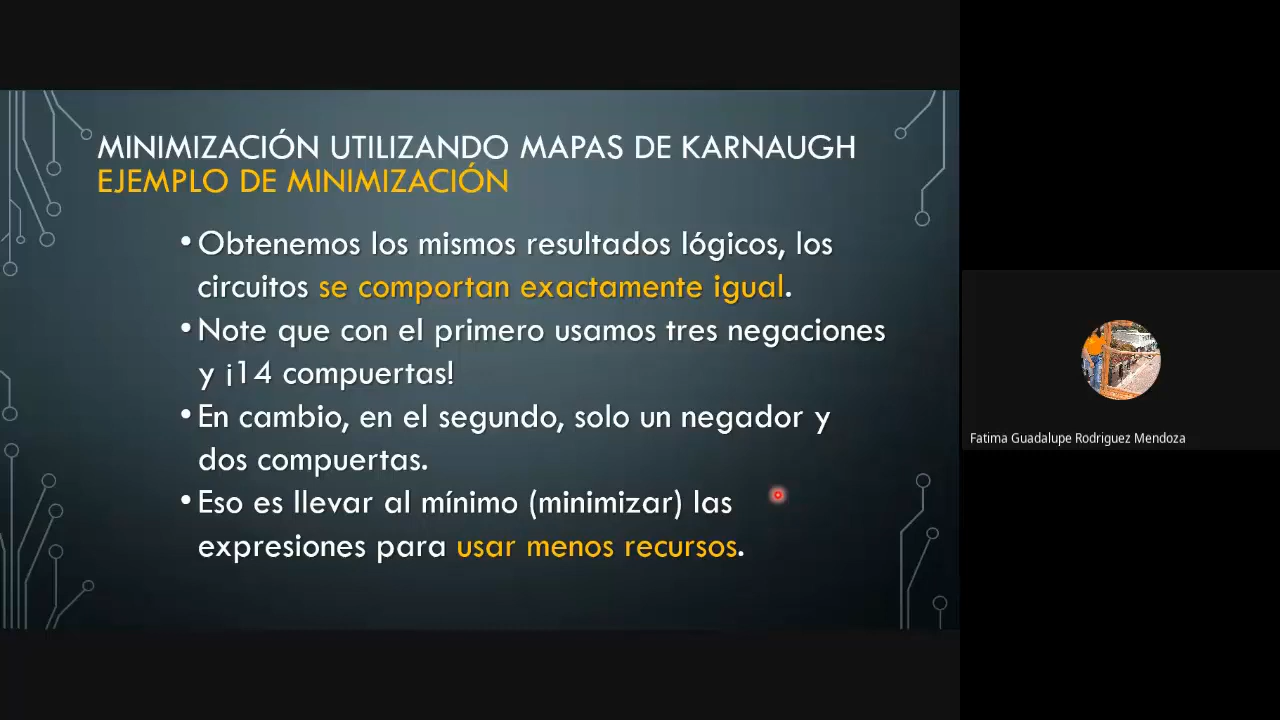 MINIMIZACIÓN UTILIZANDO MAPAS DE KARNAUGH
EJEMPLO DE MINIMIZACIÓN
• Obtenemos los mismos resultados lógicos, los
circuitos se comportan exactamente igual.
• Note que con el primero usamos tres negaciones
y ¡14 compuertas!
• En cambio, en el segundo, solo un negador y
dos compuertas.
• Eso es llevar al mínimo (minimizar) las
expresiones para usar menos recursos.
Fatima Guadalupe Rodriguez Mendoza